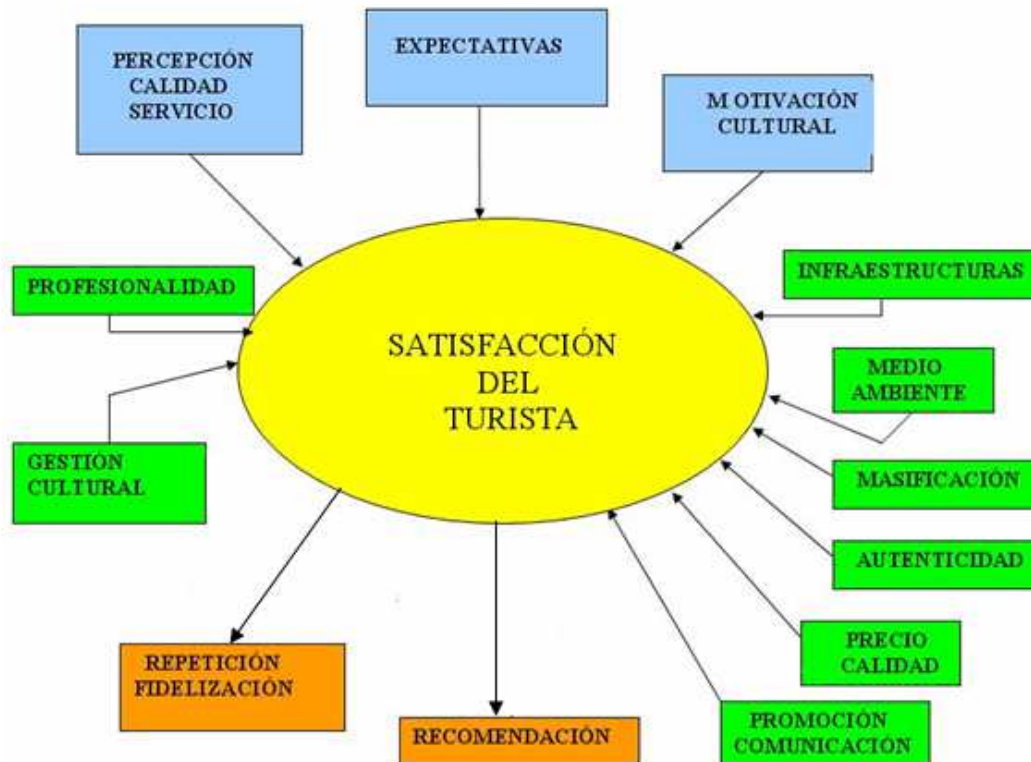 PERCEPCIÓN
CALIDAD
SERVICIO
EXPECTATIVAS
M OTIVACIÓN
CULTURAL
PROFESIONALIDAD
INFRAESTRUCTURAS
SATISFACCIÓN
DEL
TURISTA
MEDIO
AMBIENTE
GESTIÓN
CULTURAL
MASIFICACIÓN
AUTENTICIDAD
PRECIO
CALIDAD
REPETICIÓN
FIDELIZACIÓN
RECOMENDACIÓN
PROMOCIÓN
COMUNICACIÓN